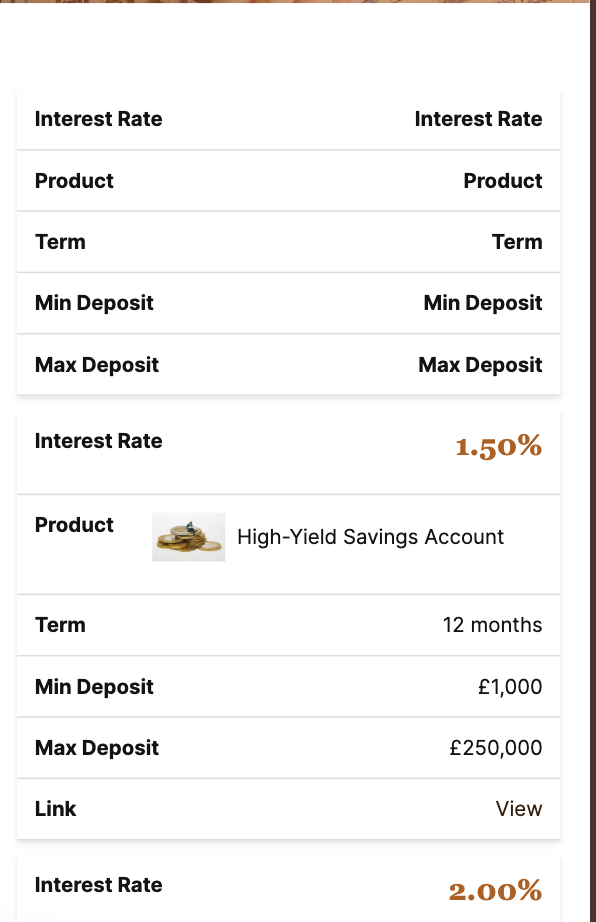 Interest Rate Interest Rate
Product Product
Term Term
Min Deposit Min Deposit
Max Deposit Max Deposit
Interest Rate 1.50%
Product High-Yield Savings Account
Term 12 months
Min Deposit £1,000
Max Deposit £250,000
Link View
Interest Rate 2.00%